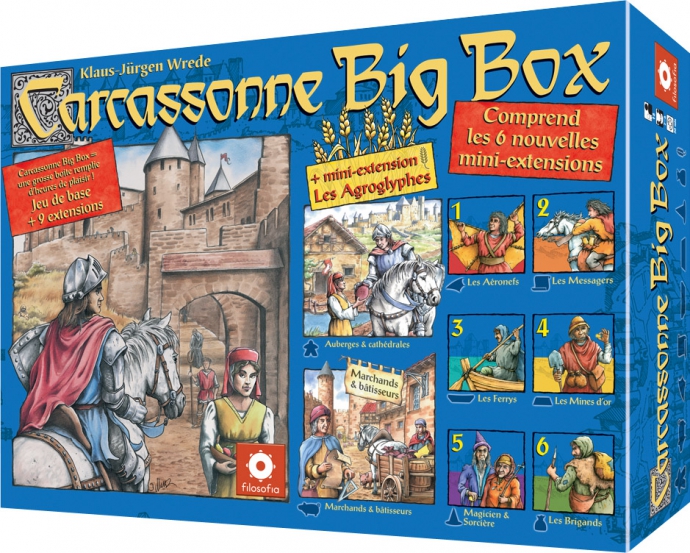 Klaus-Jürgen Wrede
Carcassonne Big Box
Carcassonne Big Box =
une grosse boîte remplie
d'heures de plaisir !
Jeu de base
+ 9 extensions
+ mini-extension
Les Agroglyphes
Comprend
les 6 nouvelles
mini-extensions
Auberges & cathédrales
Marchands
& bâtisseurs
Marchands & bâtisseurs
1
Les Aéronefs
2
Les Messagers
3
Les Ferrys
4
Les Mines d'or
5
Magicien &
Sorcière
6
Les Brigands
filosofia
filosofia
Carcassonne Big Box